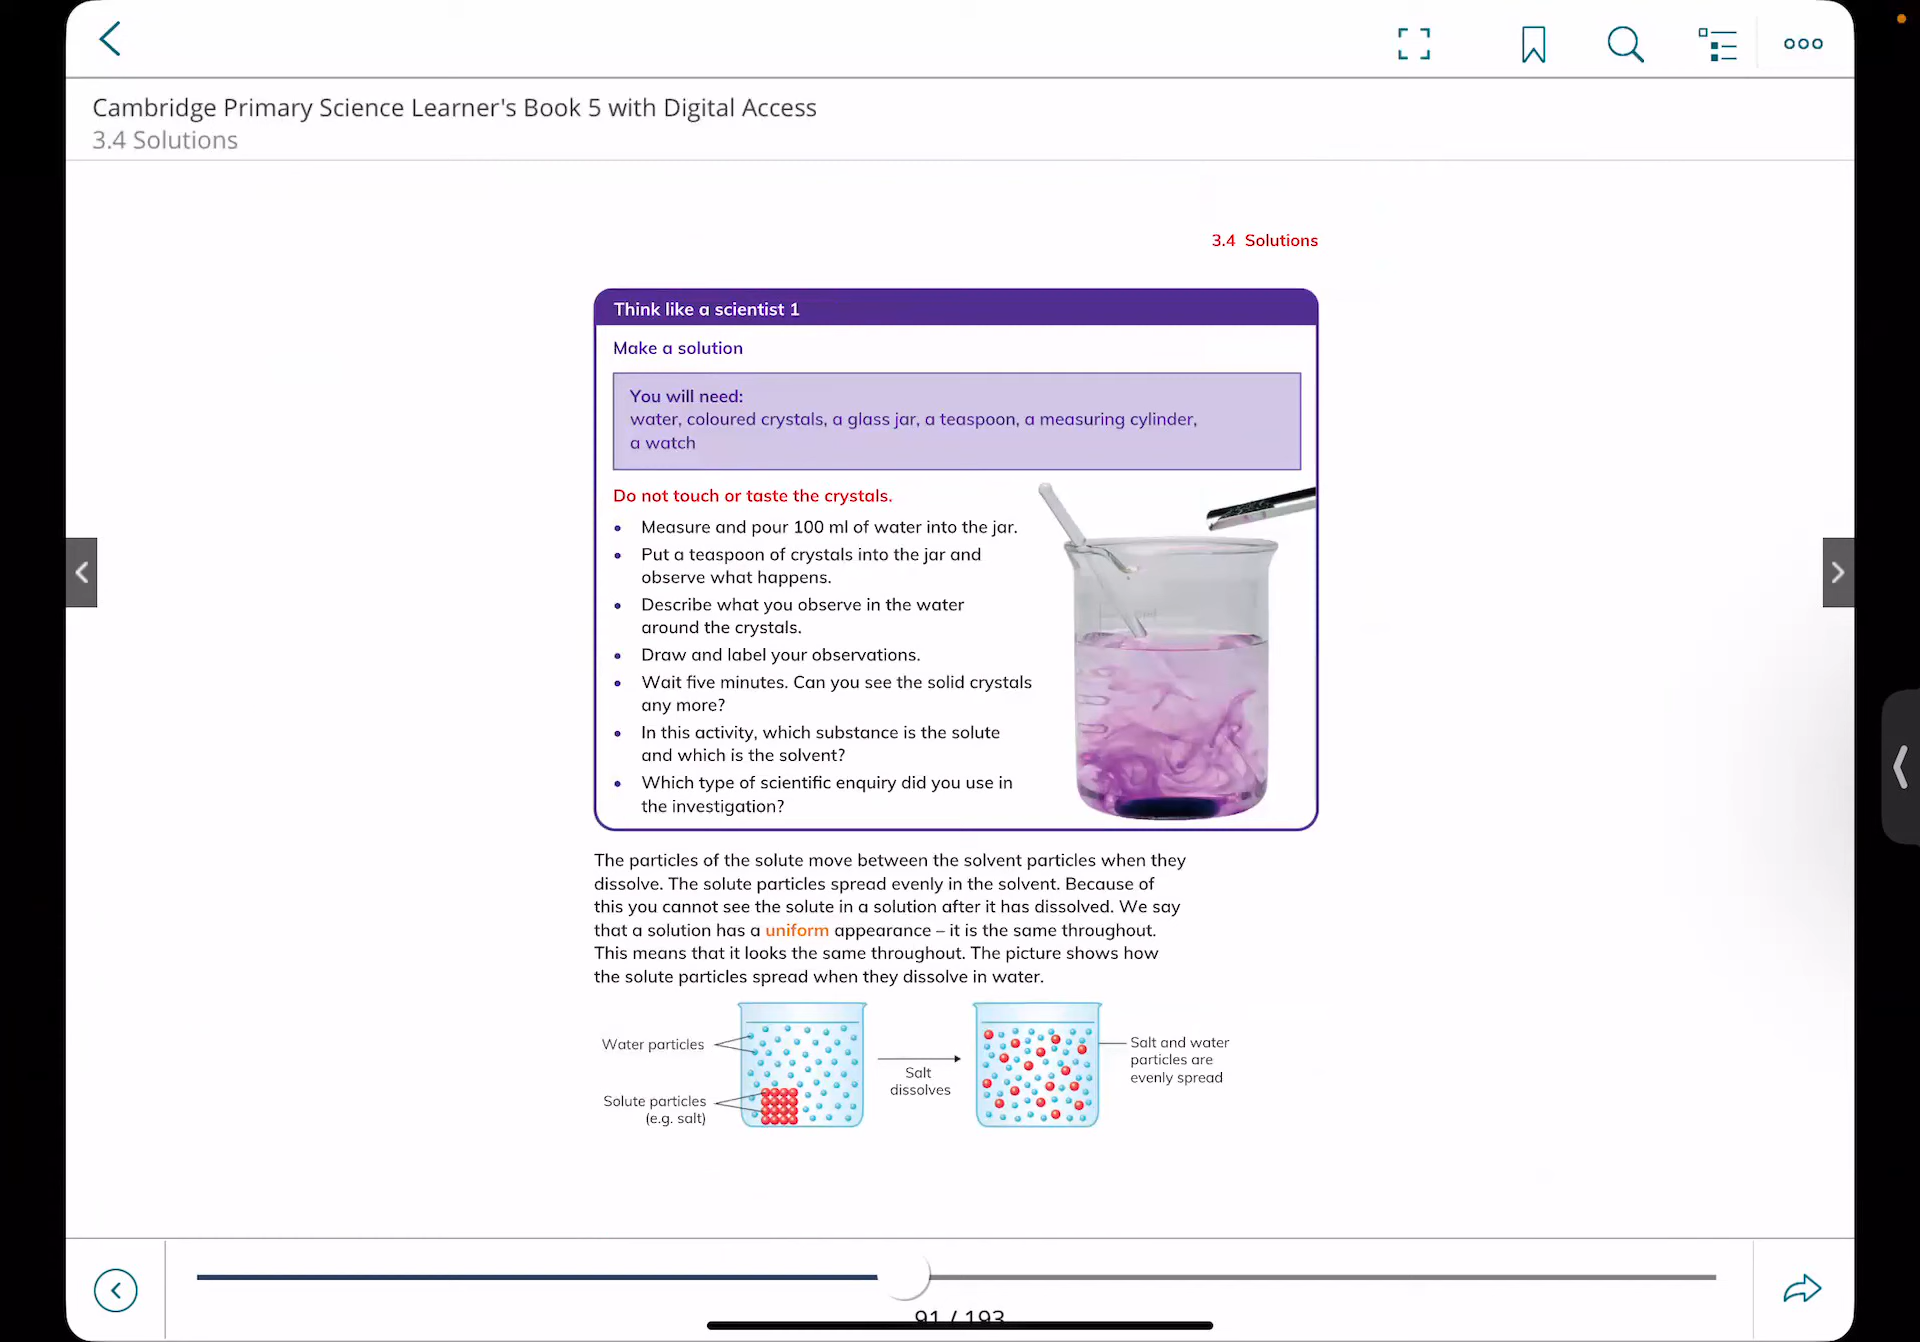 Cambridge Primary Science Learner's Book 5 with Digital Access
3.4 Solutions
3.4 Solutions
Think like a scientist 1
Make a solution
You will need:
water, coloured crystals, a glass jar, a teaspoon, a measuring cylinder,
a watch
Do not touch or taste the crystals.
• Measure and pour 100 ml of water into the jar.
• Put a teaspoon of crystals into the jar and
observe what happens.
• Describe what you observe in the water
around the crystals.
• Draw and label your observations.
• Wait five minutes. Can you see the solid crystals
any more?
• In this activity, which substance is the solute
and which is the solvent?
• Which type of scientific enquiry did you use in
the investigation?
The particles of the solute move between the solvent particles when they
dissolve. The solute particles spread evenly in the solvent. Because of
this you cannot see the solute in a solution after it has dissolved. We say
that a solution has a uniform appearance – it is the same throughout.
This means that it looks the same throughout. The picture shows how
the solute particles spread when they dissolve in water.
Water particles
Solute particles
(e.g. salt)
Salt
dissolves
Salt and water
particles are
evenly spread
91 / 193